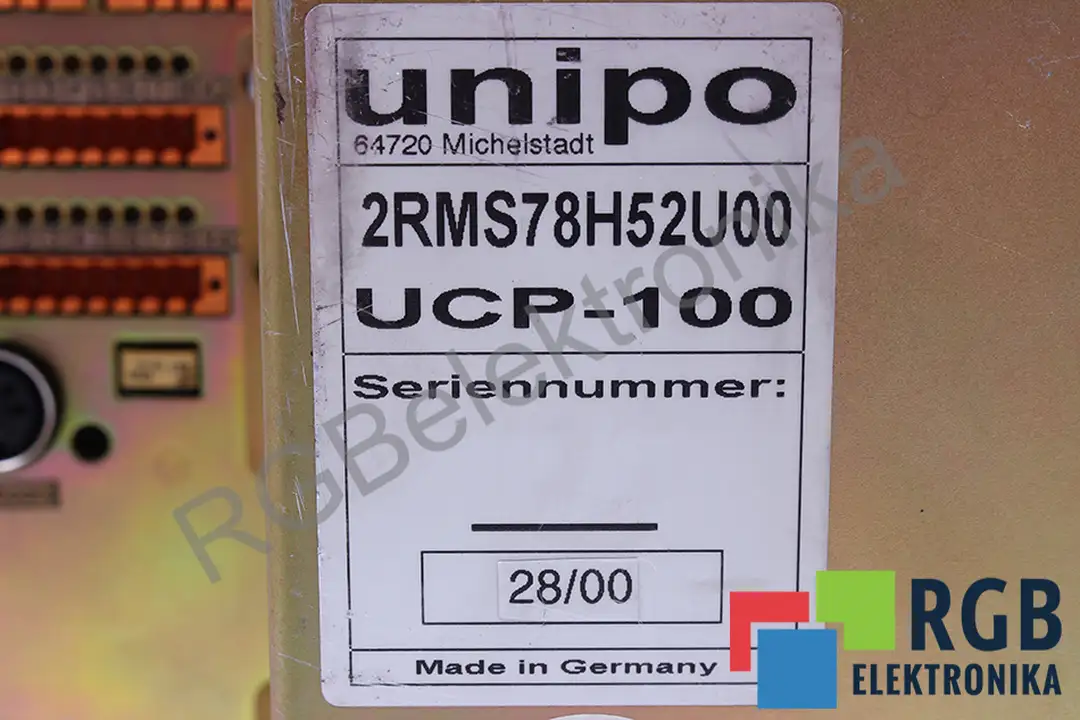 unipo
64720 Michelstadt
2RMS78H52U00
UCP-100
Seriennummer:
28/00
Made in Germany
RGBelektronika
RGB
ELEKTRONIKA